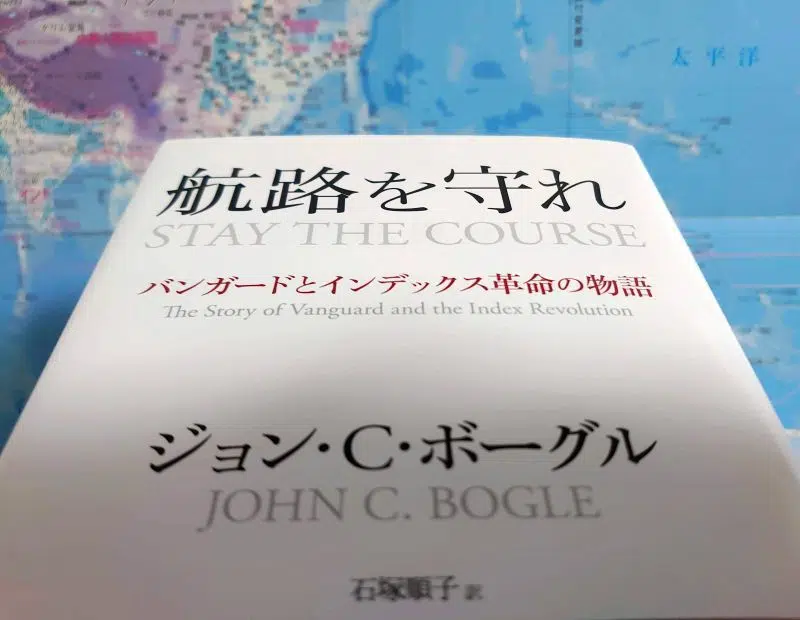 太平洋
航路を守れ
STAY THE COURSE
バンガードとインデックス革命の物語
The Story of Vanguard and the Index Revolution
ジョン・C・ボーグル
JOHN C. BOGLE
石塚順子 訳